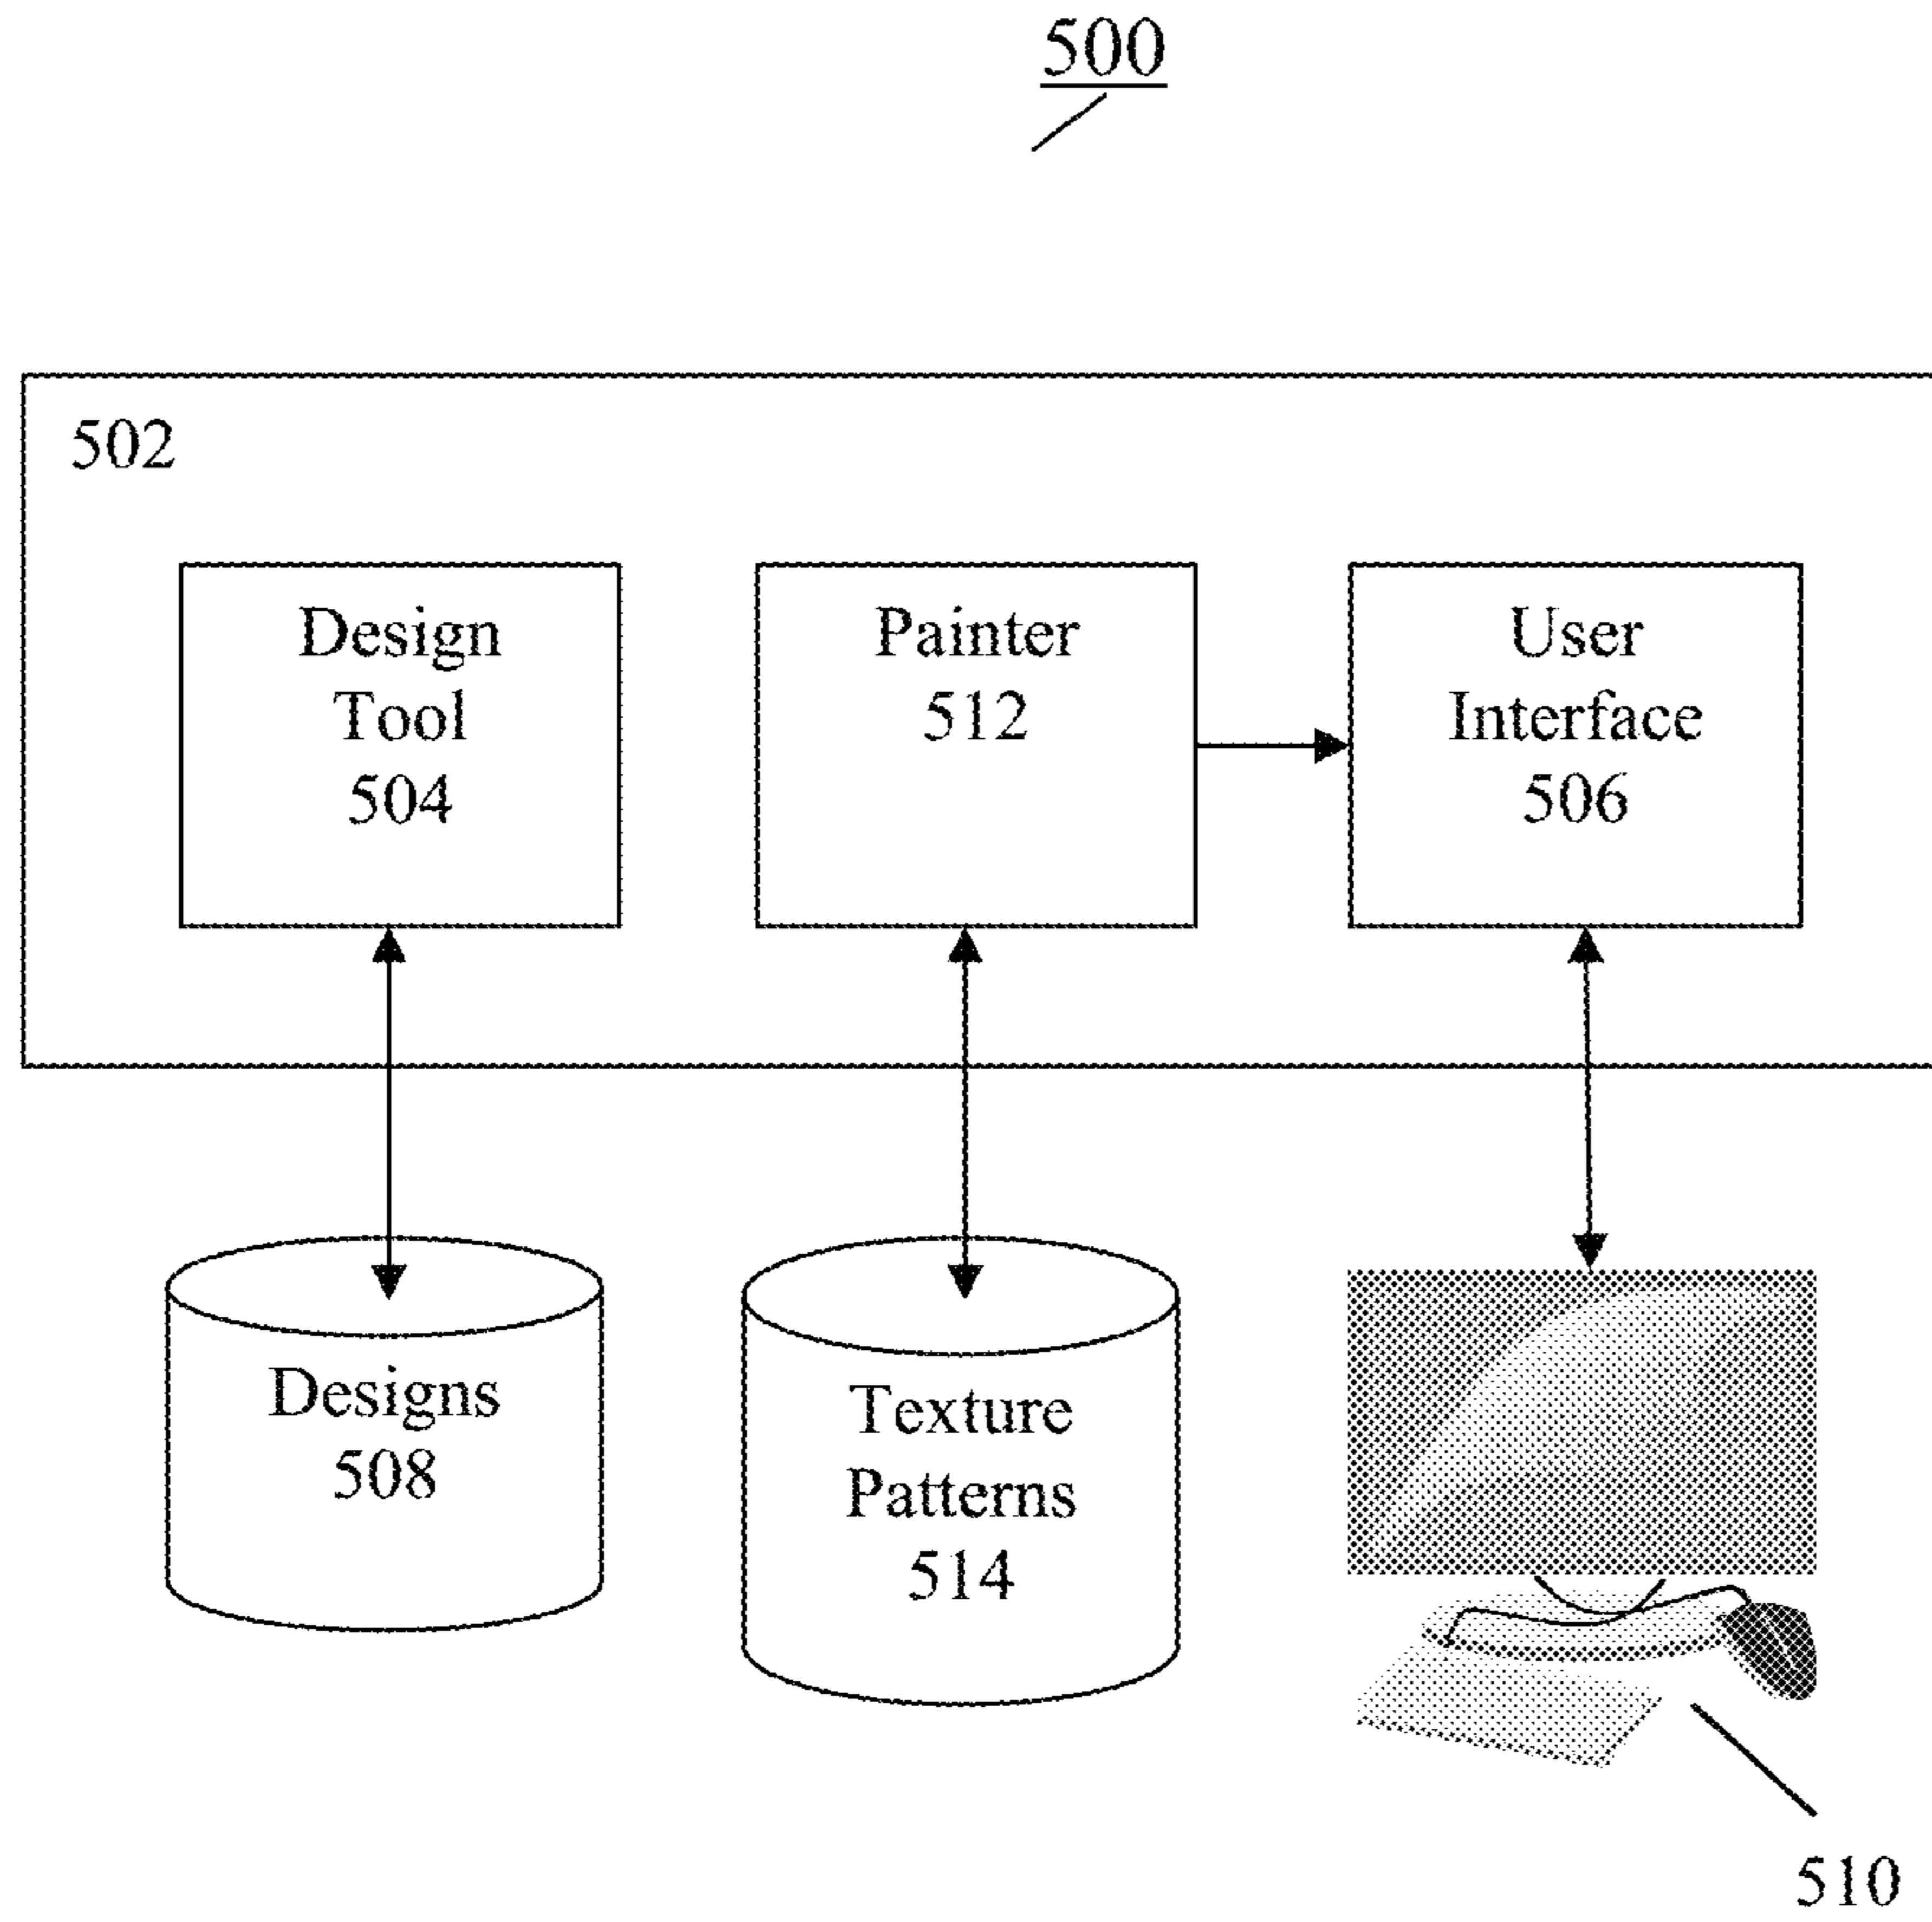 500
502
Design
Tool
504
Painter
512
User
Interface
506
Designs
508
Texture
Patterns
514
510